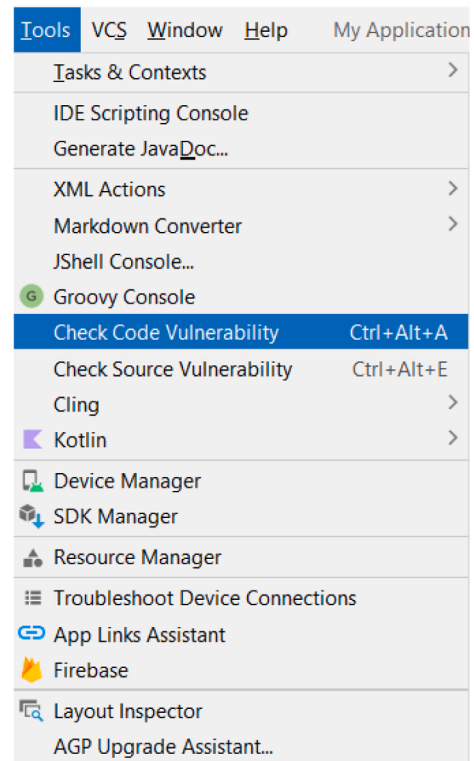 Tools VCS Window Help My Application
Tasks & Contexts
IDE Scripting Console
Generate JavaDoc...
XML Actions
Markdown Converter
JShell Console...
G Groovy Console
Check Code Vulnerability Ctrl+Alt+A
Check Source Vulnerability Ctrl+Alt+E
Cling
Kotlin
Device Manager
SDK Manager
Resource Manager
Troubleshoot Device Connections
App Links Assistant
Firebase
Layout Inspector
AGP Upgrade Assistant...